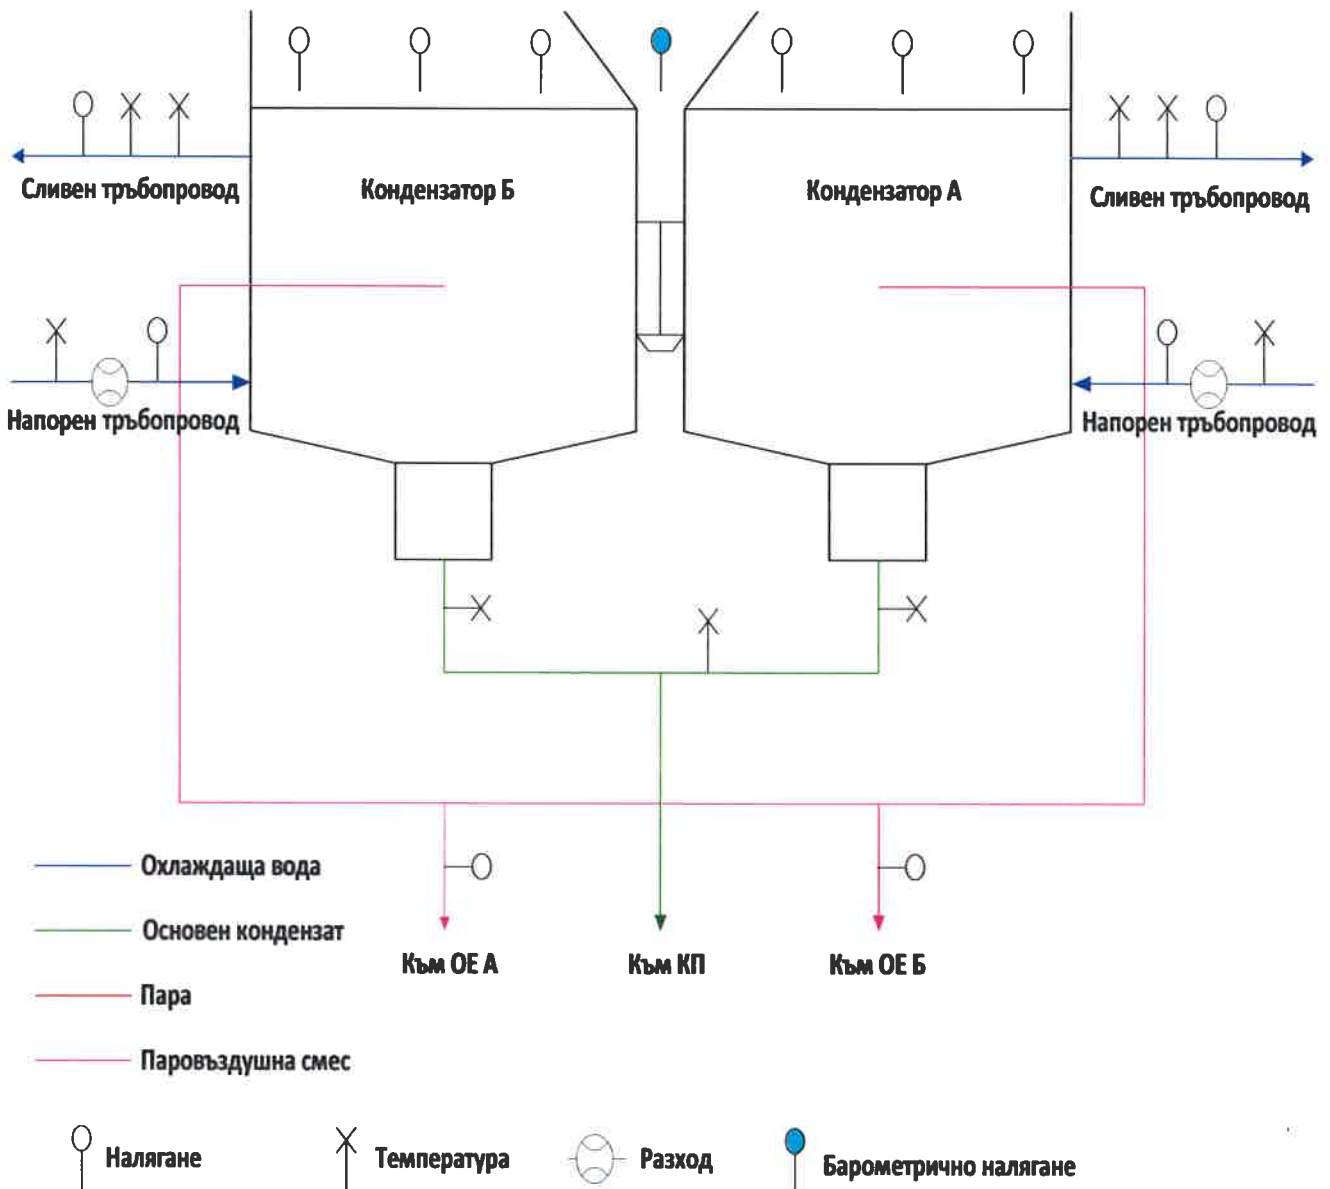 Сливен тръбопровод
Кондензатор Б
Кондензатор А
Сливен тръбопровод
Напорен тръбопровод
Напорен тръбопровод
Охлаждаща вода
Основен кондензат
Към ОЕ А
Към КП
Към ОЕ Б
Пара
Паровъздушна смес
Налягане
Температура
Разход
Барометрично налягане